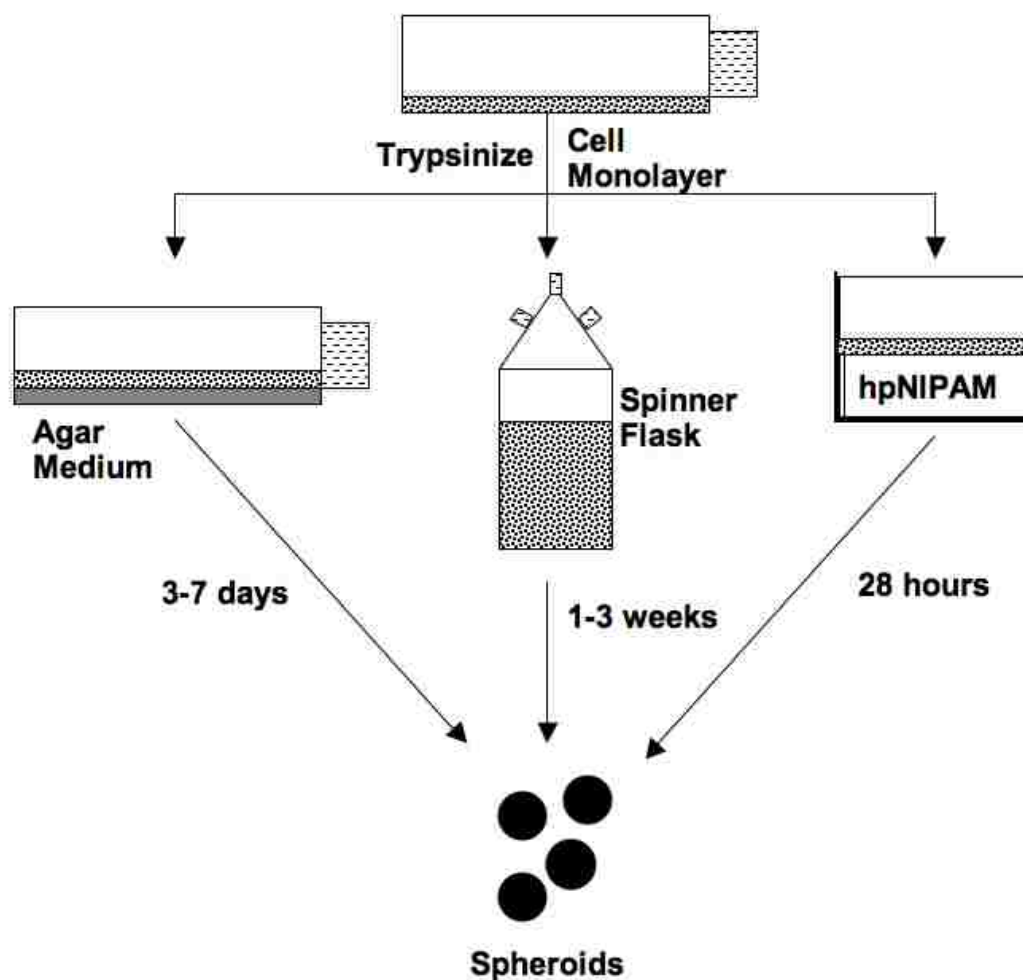 Trypsinize
Cell
Monolayer
Agar
Medium
Spinner
Flask
hpNIPAM
3-7 days
1-3 weeks
28 hours
Spheroids